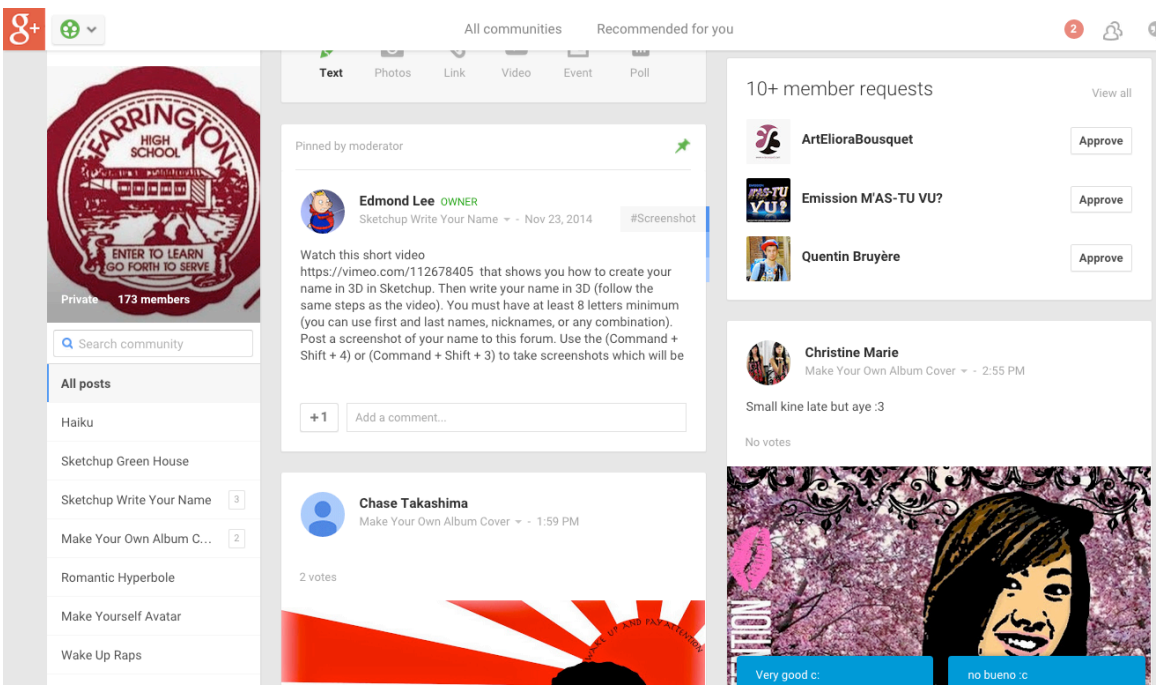 g+
All communities
Recommended for you
2
FARRINGTON
HIGH
SCHOOL
ENTER TO LEARN
GO FORTH TO SERVE
Private 173 members
Search community
All posts
Haiku
Sketchup Green House
Sketchup Write Your Name 3
Make Your Own Album C... 2
Romantic Hyperbole
Make Yourself Avatar
Wake Up Raps
Text Photos Link Video Event Poll
Pinned by moderator
Edmond Lee OWNER
Sketchup Write Your Name - Nov 23, 2014
#Screenshot
Watch this short video
https://vimeo.com/112678405 that shows you how to create your
name in 3D in Sketchup. Then write your name in 3D (follow the
same steps as the video). You must have at least 8 letters minimum
(you can use first and last names, nicknames, or any combination).
Post a screenshot of your name to this forum. Use the (Command +
Shift + 4) or (Command + Shift + 3) to take screenshots which will be
+1
Add a comment...
Chase Takashima
Make Your Own Album Cover - 1:59 PM
2 votes
WAKE UP AND PAY ATTENTION
10+ member requests
View all
ArtElioraBousquet
Approve
M'AS-TU
VU?
Emission M'AS-TU VU?
Approve
Quentin Bruyère
Approve
Christine Marie
Make Your Own Album Cover - 2:55 PM
Small kine late but aye :3
No votes
NTION
Very good c:
no bueno :c